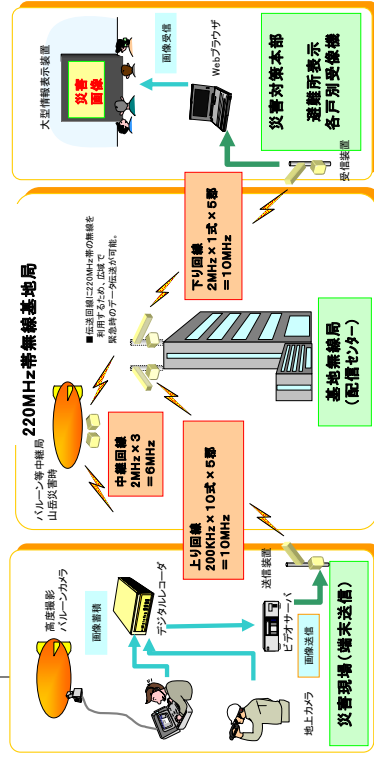 220MHz帯無線基地局
高度撮影
バルーンカメラ
画像蓄積
デジタルレコーダ
地上カメラ
ビデオサーバ
画像送信
送信装置
災害現場（端末送信）
バルーン等中継局
山岳災害時
中継回線
2MHz×3
＝6MHz
上り回線
200KHz×10式×5郡
＝10MHz
■伝送回線に220MHz帯の無線を
利用するため、広域で
緊急時のデータ伝送が可能。
下り回線
2MHz×1式×5郡
＝10MHz
基地無線局
（配信センター）
大型情報表示装置
災害
画像
画像受信
Webブラウザ
受信装置
災害対策本部
避難所表示
各戸別受像機